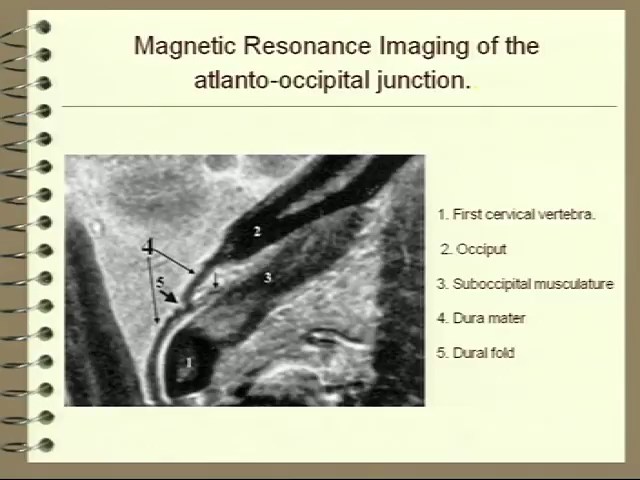 Magnetic Resonance Imaging of the
atlanto-occipital junction.
1. First cervical vertebra.
2. Occiput
3. Suboccipital musculature
4. Dura mater
5. Dural fold
2
4
5
3
1